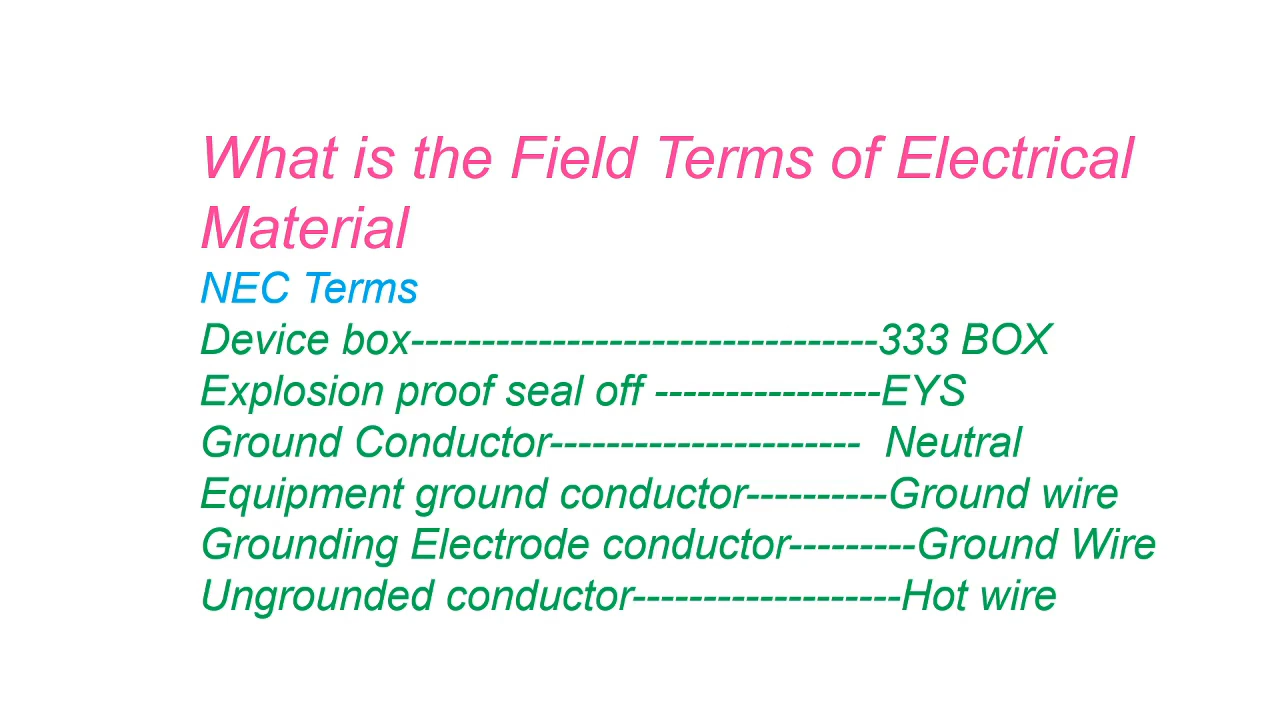 What is the Field Terms of Electrical
Material
NEC Terms
Device box---------------------------------333 BOX
Explosion proof seal off ----------------EYS
Ground Conductor----------------------  Neutral
Equipment ground conductor----------Ground wire
Grounding Electrode conductor---------Ground Wire
Ungrounded conductor-------------------Hot wire